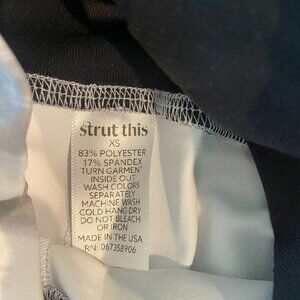 strut this
XS
83% POLYESTER
17% SPANDEX
TURN GARMENT
INSIDE OUT
WASH COLORS
SEPARATELY
MACHINE WASH
COLD HANG DRY
DO NOT BLEACH
OR IRON
MADE IN THE USA
RN: 067358906